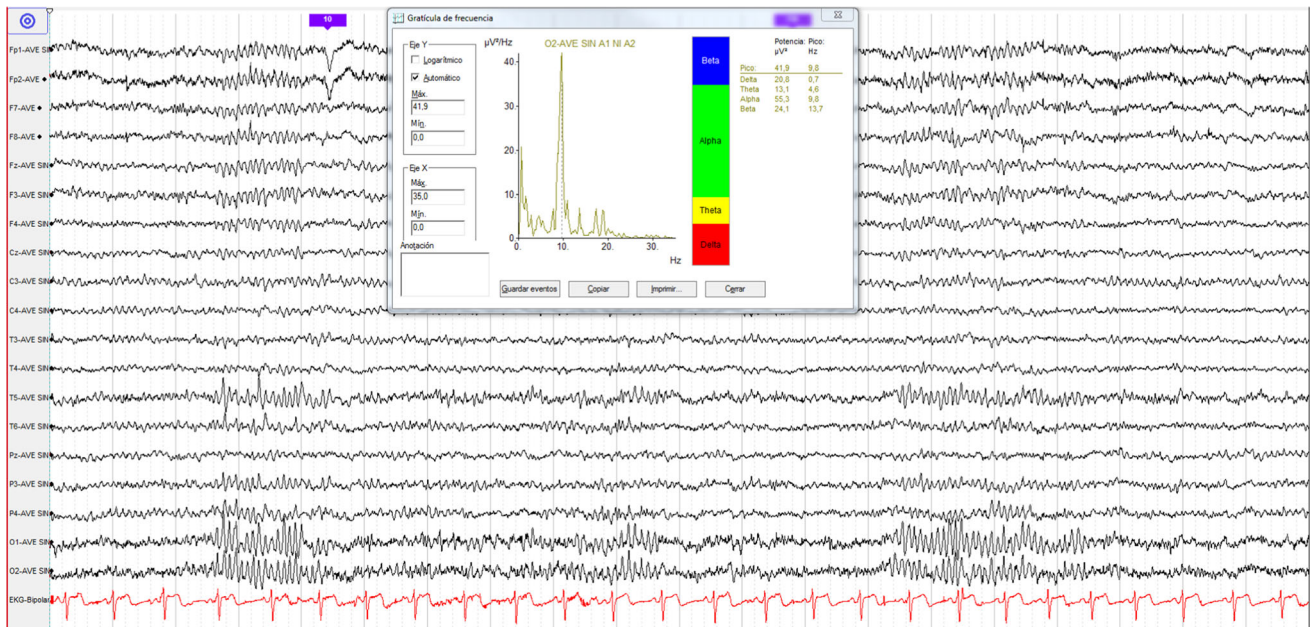 10
Gratícula de frecuencia
Eje Y
Logarítmico
Automático
Máx.
41,9
Mín.
0,0
Eje X
Máx.
35,0
Mín.
0,0
Anotación
µV²/Hz
O2-AVE SIN A1 NI A2
40
30
20
10
0
0. 10. 20. 30.
Hz
Beta
Alpha
Theta
Delta
Potencia: Pico:
µV² Hz
Pico: 41,9 9,8
Delta 20,8 0,7
Theta 13,1 4,6
Alpha 55,3 9,8
Beta 24,1 13,7
Guardar eventos Copiar Imprimir... Cerrar
Fp1-AVE SI
Fp2-AVE
F7-AVE
F8-AVE
Fz-AVE SIN
F3-AVE SIN
F4-AVE SIN
Cz-AVE SIN
C3-AVE SIN
C4-AVE SIN
T3-AVE SIN
T4-AVE SIN
T5-AVE SIN
T6-AVE SIN
Pz-AVE SIN
P3-AVE SIN
P4-AVE SIN
O1-AVE SIN
O2-AVE SIN
EKG-Bipolar